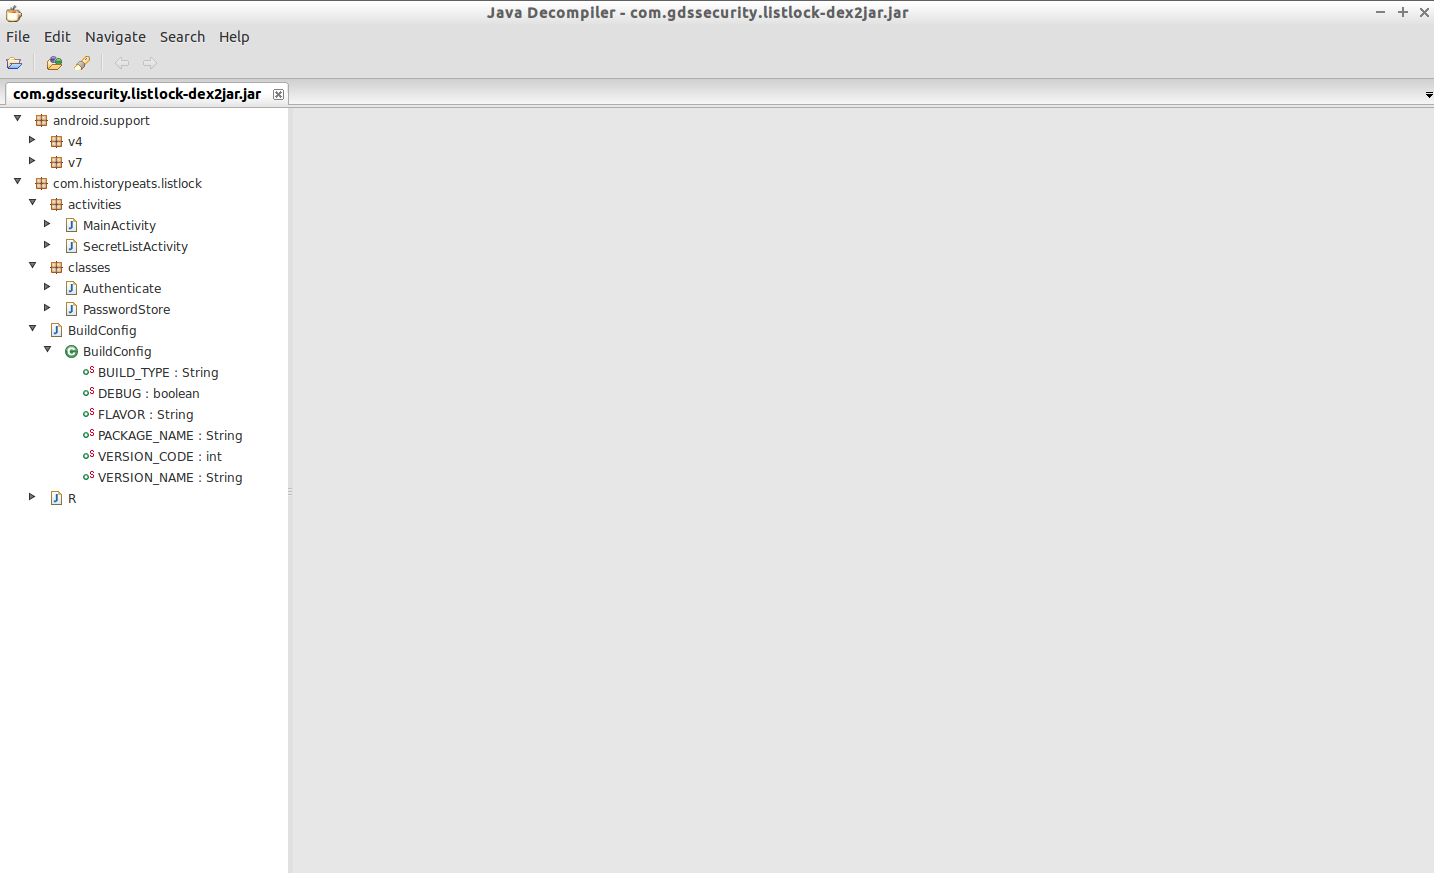 Java Decompiler - com.gdssecurity.listlock-dex2jar.jar
File Edit Navigate Search Help
com.gdssecurity.listlock-dex2jar.jar
android.support
v4
v7
com.historypeats.listlock
activities
J MainActivity
J SecretListActivity
classes
J Authenticate
J PasswordStore
J BuildConfig
C BuildConfig
S BUILD_TYPE : String
S DEBUG : boolean
S FLAVOR : String
S PACKAGE_NAME : String
S VERSION_CODE : int
S VERSION_NAME : String
J R